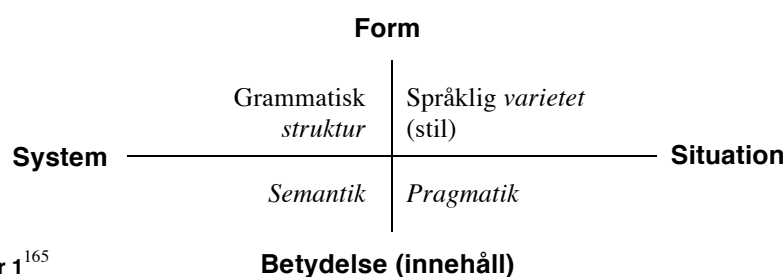 Form
Grammatisk Språklig varietet
struktur (stil)
System Situation
Semantik Pragmatik
r 1165
Betydelse (innehåll)